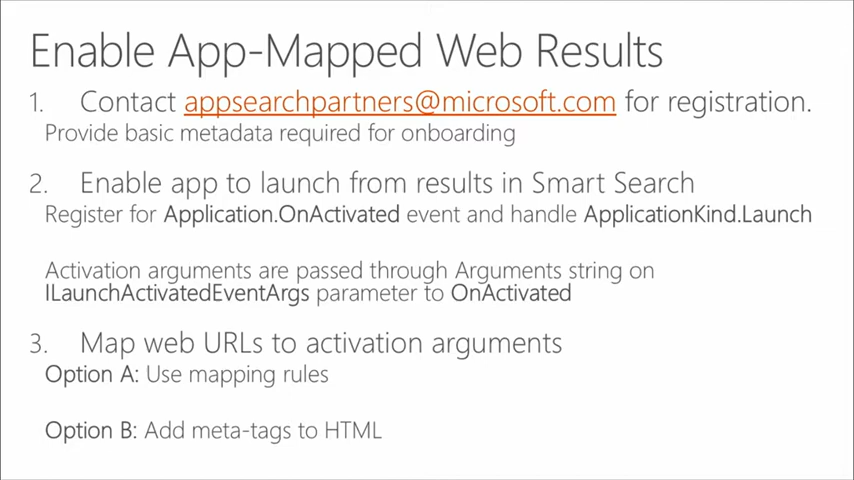 Enable App-Mapped Web Results
1. Contact appsearchpartners@microsoft.com for registration.
Provide basic metadata required for onboarding
2. Enable app to launch from results in Smart Search
Register for Application.OnActivated event and handle ApplicationKind.Launch
Activation arguments are passed through Arguments string on
ILaunchActivatedEventArgs parameter to OnActivated
3. Map web URLs to activation arguments
Option A: Use mapping rules
Option B: Add meta-tags to HTML